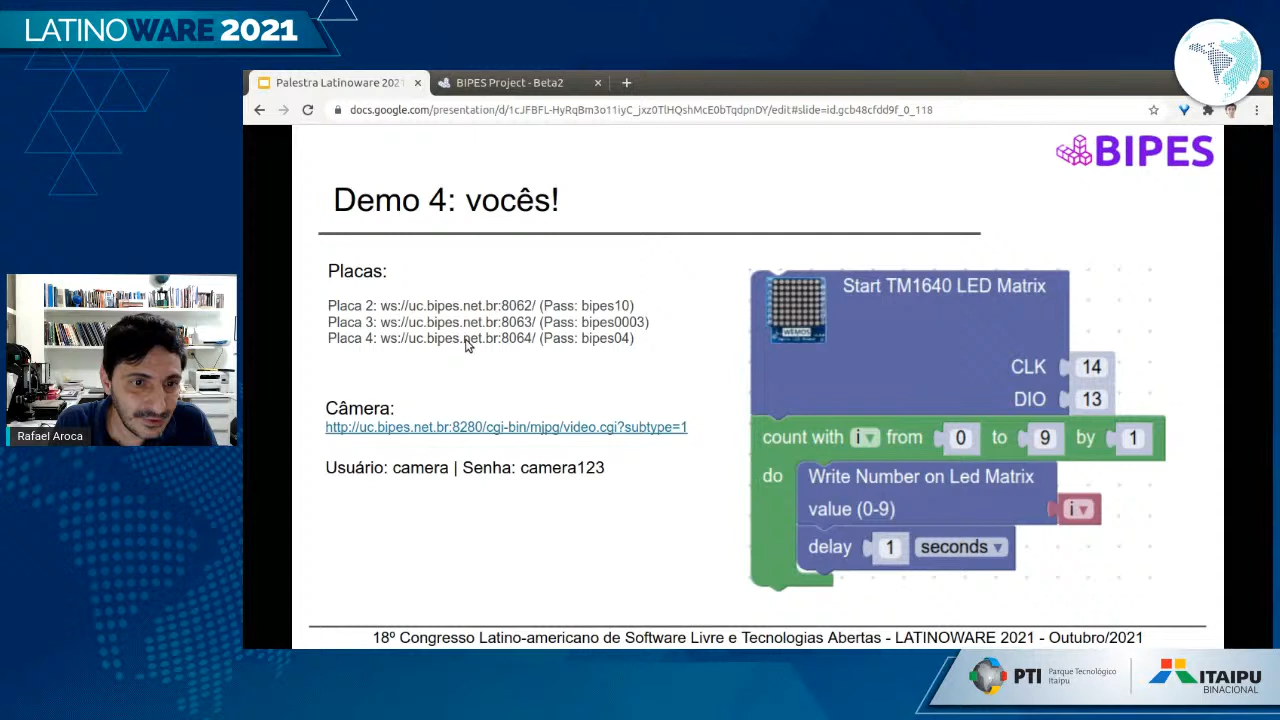 LATINOWARE 2021
Palestra Latinoware 2021
BIPES Project - Beta2
docs.google.com/presentation/d/1cJFBFL-HyRqBm3o11iyC_jxz0TlHQshMcE0bTqdpnDY/edit#slide=id.gcb48cfdd9f_0_118
BIPES
Demo 4: vocês!
Placas:
Placa 2: ws://uc.bipes.net.br:8062/ (Pass: bipes10)
Placa 3: ws://uc.bipes.net.br:8063/ (Pass: bipes0003)
Placa 4: ws://uc.bipes.net.br:8064/ (Pass: bipes04)
Câmera:
http://uc.bipes.net.br:8280/cgi-bin/mjpg/video.cgi?subtype=1
Usuário: camera | Senha: camera123
Start TM1640 LED Matrix
WEMOS
CLK 14
DIO 13
count with i from 0 to 9 by 1
do Write Number on Led Matrix
value (0-9) i
delay 1 seconds
Rafael Aroca
18º Congresso Latino-americano de Software Livre e Tecnologias Abertas - LATINOWARE 2021 - Outubro/2021
PTI Parque Tecnológico
Itaipu
ITAIPU
BINACIONAL